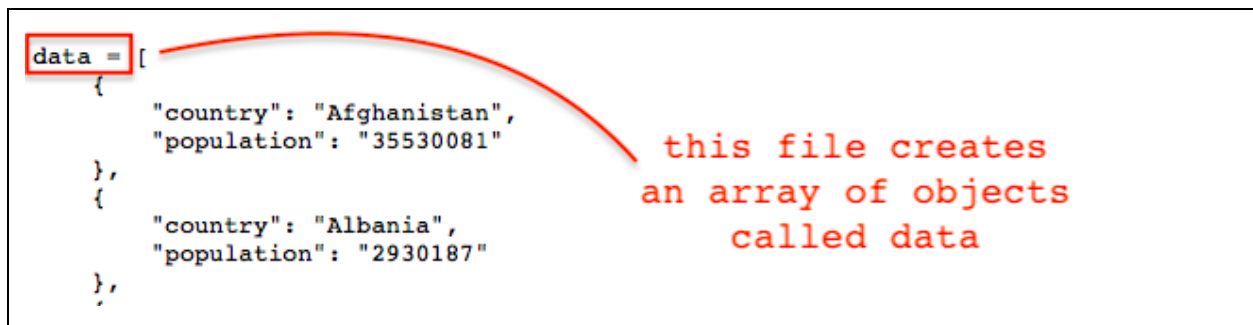 data = [
{
"country": "Afghanistan",
"population": "35530081"
},
{
"country": "Albania",
"population": "2930187"
},
this file creates
an array of objects
called data